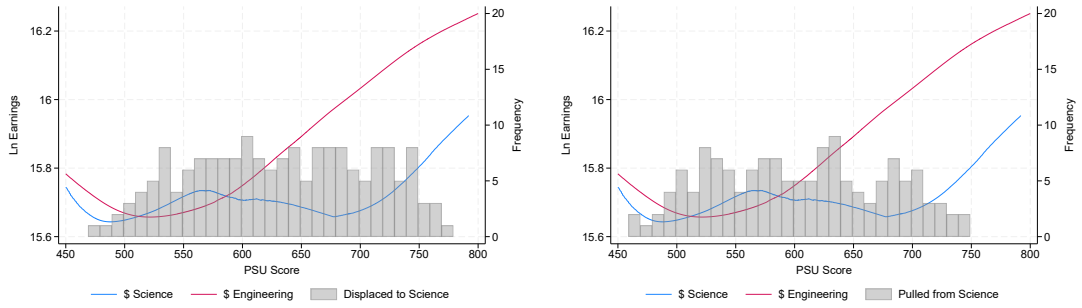 16.2
16
15.8
15.6
Ln Earnings
20
15
10
5
0
Frequency
450 500 550 600 650 700 750 800
PSU Score
$ Science $ Engineering Displaced to Science
16.2
16
15.8
15.6
Ln Earnings
20
15
10
5
0
Frequency
450 500 550 600 650 700 750 800
PSU Score
$ Science $ Engineering Pulled from Science